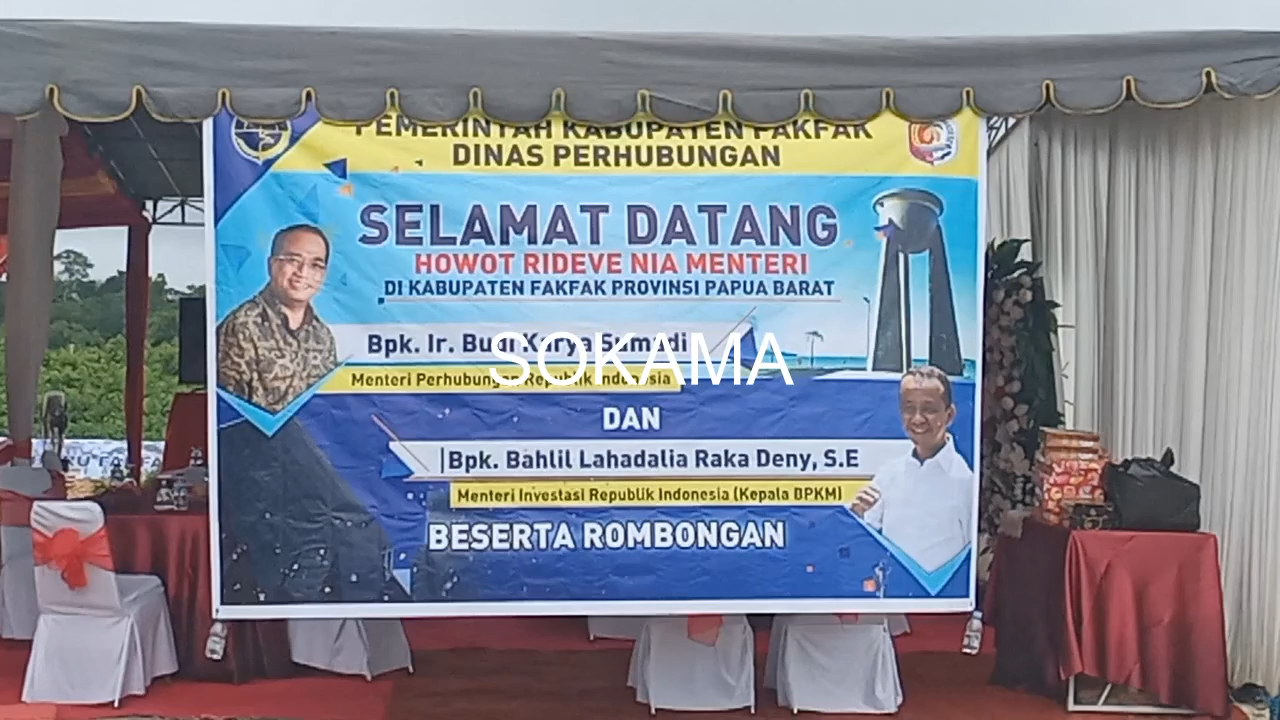 PEMERINTAH KABUPATEN FAKFAK
DINAS PERHUBUNGAN
SELAMAT DATANG
HOWOT RIDEVE NIA MENTERI
DI KABUPATEN FAKFAK PROVINSI PAPUA BARAT
Bpk. Ir. Budi Karya Sumadi
SOKAMA
Menteri Perhubungan Republik Indonesia
DAN
Bpk. Bahlil Lahadalia Raka Deny, S.E
Menteri Investasi Republik Indonesia (Kepala BPKM)
BESERTA ROMBONGAN